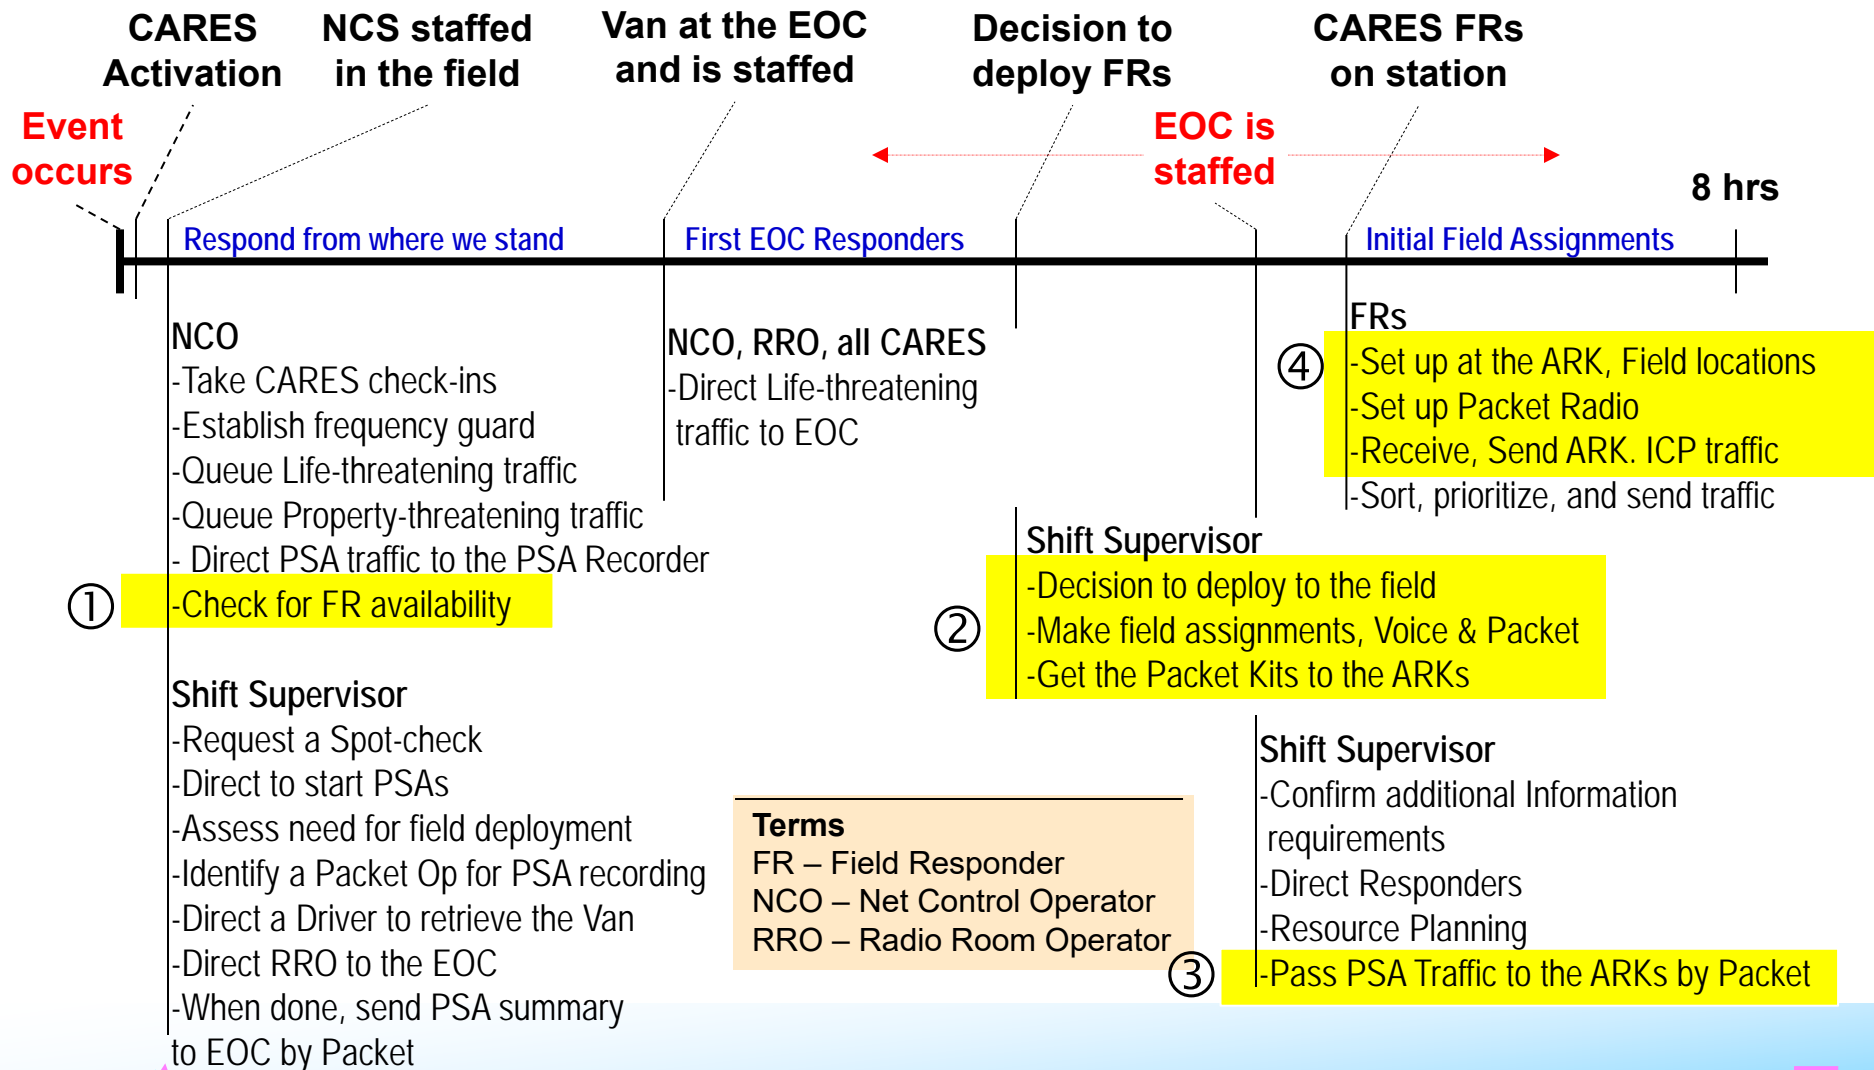 CARES
Activation
NCS staffed
in the field
Van at the EOC
and is staffed
Decision to
deploy FRs
CARES FRs
on station
Event
occurs
EOC is
staffed
8 hrs
Respond from where we stand
First EOC Responders
Initial Field Assignments
NCO
-Take CARES check-ins
-Establish frequency guard
-Queue Life-threatening traffic
-Queue Property-threatening traffic
- Direct PSA traffic to the PSA Recorder
①
-Check for FR availability
Shift Supervisor
-Request a Spot-check
-Direct to start PSAs
-Assess need for field deployment
-Identify a Packet Op for PSA recording
-Direct a Driver to retrieve the Van
-Direct RRO to the EOC
-When done, send PSA summary
to EOC by Packet
NCO, RRO, all CARES
-Direct Life-threatening
traffic to EOC
Shift Supervisor
②
-Decision to deploy to the field
-Make field assignments, Voice & Packet
-Get the Packet Kits to the ARKs
Terms
FR – Field Responder
NCO – Net Control Operator
RRO – Radio Room Operator
Shift Supervisor
-Confirm additional Information
requirements
-Direct Responders
-Resource Planning
③
-Pass PSA Traffic to the ARKs by Packet
FRs
④
-Set up at the ARK, Field locations
-Set up Packet Radio
-Receive, Send ARK. ICP traffic
-Sort, prioritize, and send traffic